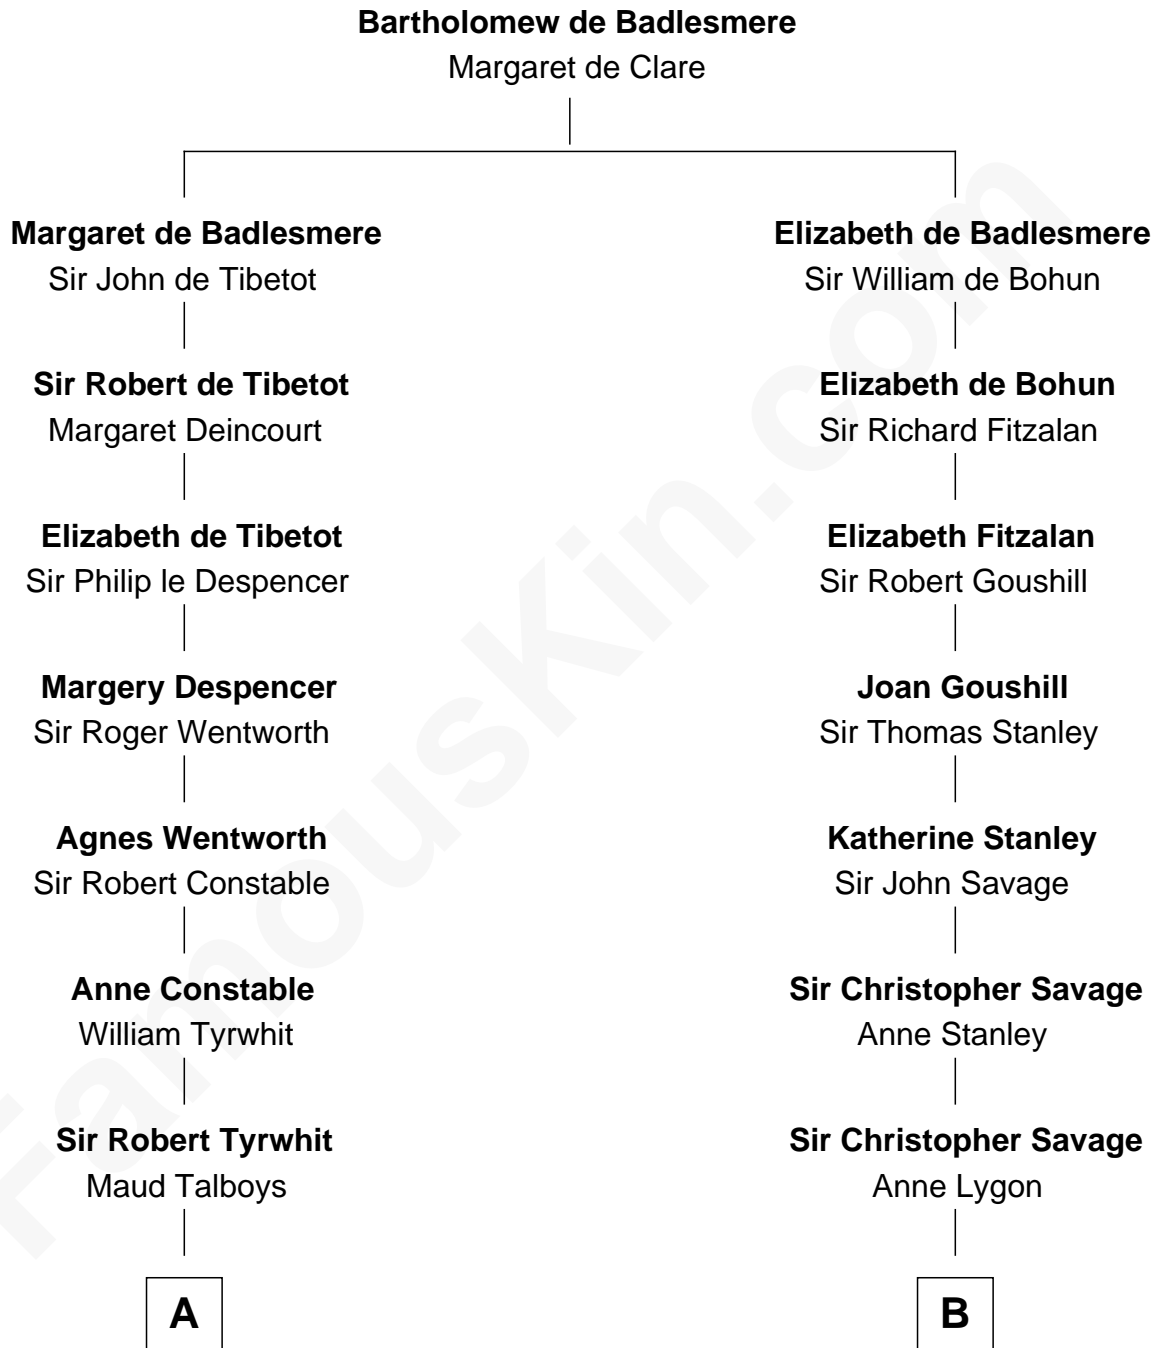 Bartholomew de Badlesmere
Margaret de Clare
Margaret de Badlesmere
Sir John de Tibetot
Elizabeth de Badlesmere
Sir William de Bohun
Sir Robert de Tibetot
Margaret Deincourt
Elizabeth de Bohun
Sir Richard Fitzalan
Elizabeth de Tibetot
Sir Philip le Despencer
Elizabeth Fitzalan
Sir Robert Goushill
Margery Despencer
Sir Roger Wentworth
Joan Goushill
Sir Thomas Stanley
Agnes Wentworth
Sir Robert Constable
Katherine Stanley
Sir John Savage
Anne Constable
William Tyrwhit
Sir Christopher Savage
Anne Stanley
Sir Robert Tyrwhit
Maud Talboys
Sir Christopher Savage
Anne Lygon
A
B
FamousKin.com